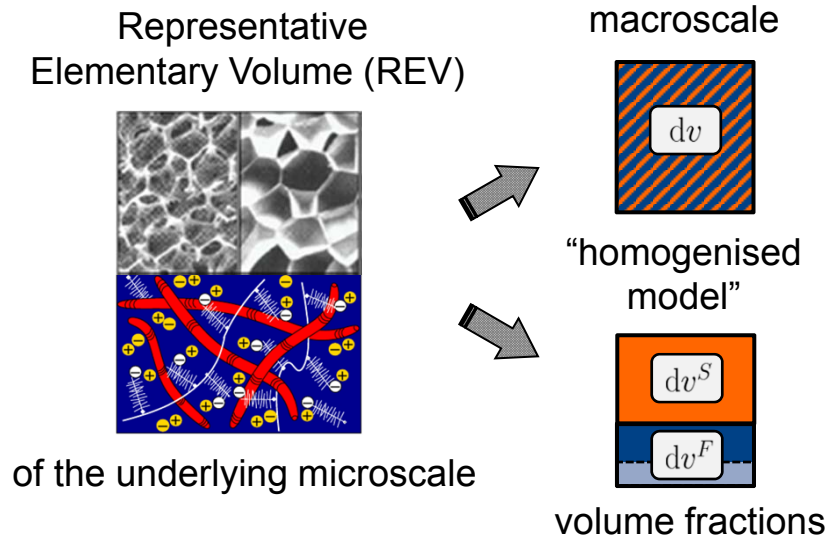 Representative
Elementary Volume (REV)
of the underlying microscale
macroscale
dv
“homogenised
model”
dv^S
dv^F
volume fractions